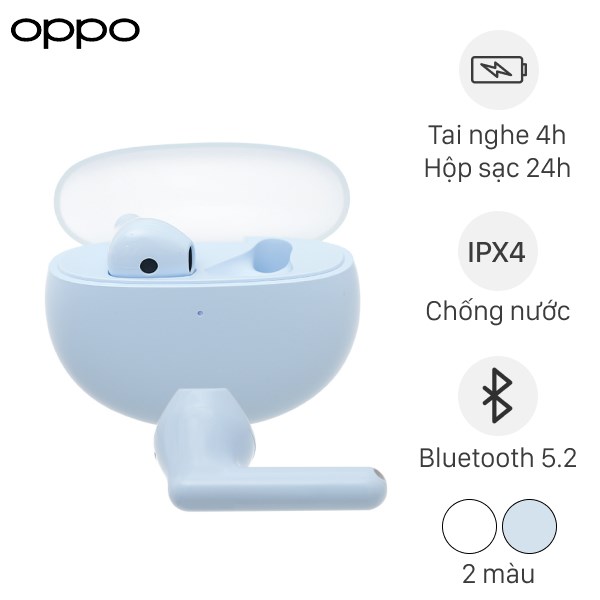 oppo
Tai nghe 4h
Hộp sạc 24h
IPX4
Chống nước
Bluetooth 5.2
2 màu